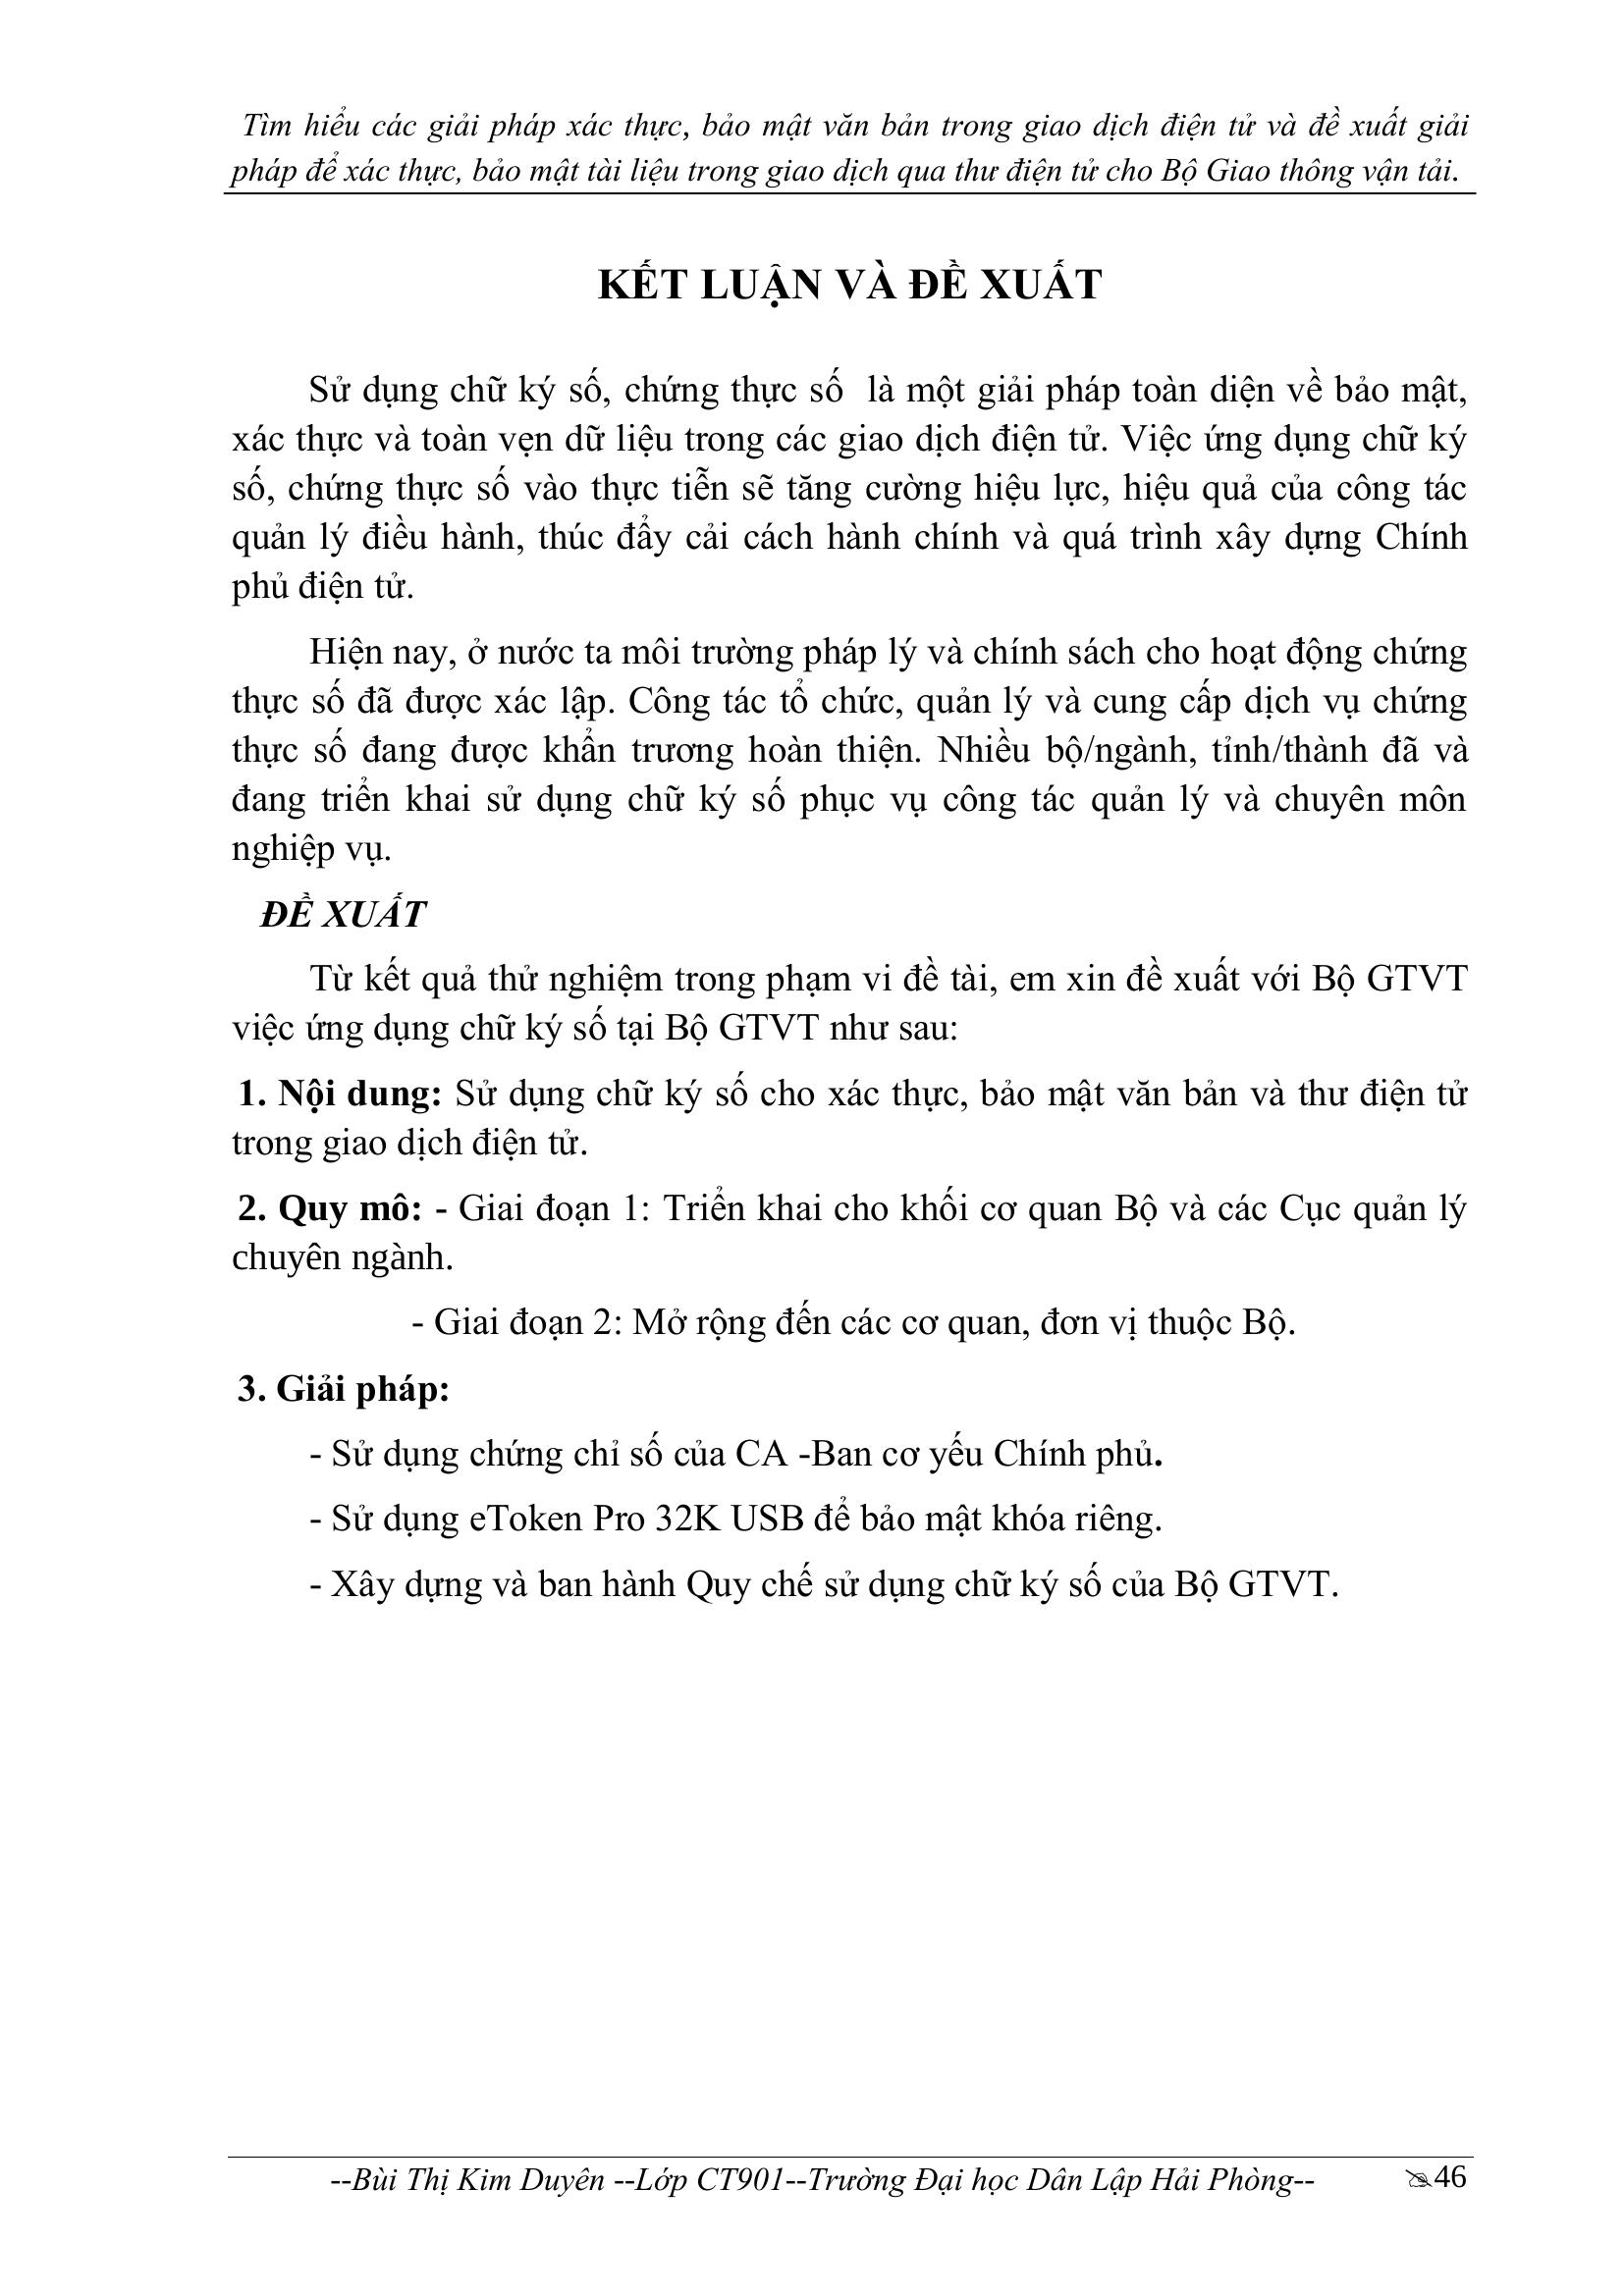 Tìm hiểu các giải pháp xác thực, bảo mật văn bản trong giao dịch điện tử và đề xuất giải
pháp để xác thực, bảo mật tài liệu trong giao dịch qua thư điện tử cho Bộ Giao thông vận tải.
KẾT LUẬN VÀ ĐỀ XUẤT
Sử dụng chữ ký số, chứng thực số là một giải pháp toàn diện về bảo mật,
xác thực và toàn vẹn dữ liệu trong các giao dịch điện tử. Việc ứng dụng chữ ký
số, chứng thực số vào thực tiễn sẽ tăng cường hiệu lực, hiệu quả của công tác
quản lý điều hành, thúc đẩy cải cách hành chính và quá trình xây dựng Chính
phủ điện tử.
Hiện nay, ở nước ta môi trường pháp lý và chính sách cho hoạt động chứng
thực số đã được xác lập. Công tác tổ chức, quản lý và cung cấp dịch vụ chứng
thực số đang được khẩn trương hoàn thiện. Nhiều bộ/ngành, tỉnh/thành đã và
đang triển khai sử dụng chữ ký số phục vụ công tác quản lý và chuyên môn
nghiệp vụ.
ĐỀ XUẤT
Từ kết quả thử nghiệm trong phạm vi đề tài, em xin đề xuất với Bộ GTVT
việc ứng dụng chữ ký số tại Bộ GTVT như sau:
1. Nội dung: Sử dụng chữ ký số cho xác thực, bảo mật văn bản và thư điện tử
trong giao dịch điện tử.
2. Quy mô: - Giai đoạn 1: Triển khai cho khối cơ quan Bộ và các Cục quản lý
chuyên ngành.
- Giai đoạn 2: Mở rộng đến các cơ quan, đơn vị thuộc Bộ.
3. Giải pháp:
- Sử dụng chứng chỉ số của CA -Ban cơ yếu Chính phủ.
- Sử dụng eToken Pro 32K USB để bảo mật khóa riêng.
- Xây dựng và ban hành Quy chế sử dụng chữ ký số của Bộ GTVT.
--Bùi Thị Kim Duyên --Lớp CT901--Trường Đại học Dân Lập Hải Phòng-- 46